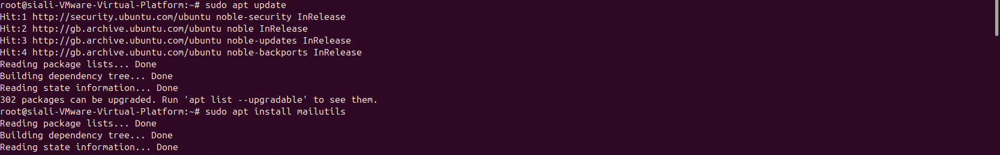 root@siali-VMware-Virtual-Platform:~# sudo apt update
Hit:1 http://security.ubuntu.com/ubuntu noble-security InRelease
Hit:2 http://gb.archive.ubuntu.com/ubuntu noble InRelease
Hit:3 http://gb.archive.ubuntu.com/ubuntu noble-updates InRelease
Hit:4 http://gb.archive.ubuntu.com/ubuntu noble-backports InRelease
Reading package lists... Done
Building dependency tree... Done
Reading state information... Done
302 packages can be upgraded. Run 'apt list --upgradable' to see them.
root@siali-VMware-Virtual-Platform:~# sudo apt install mailutils
Reading package lists... Done
Building dependency tree... Done
Reading state information... Done